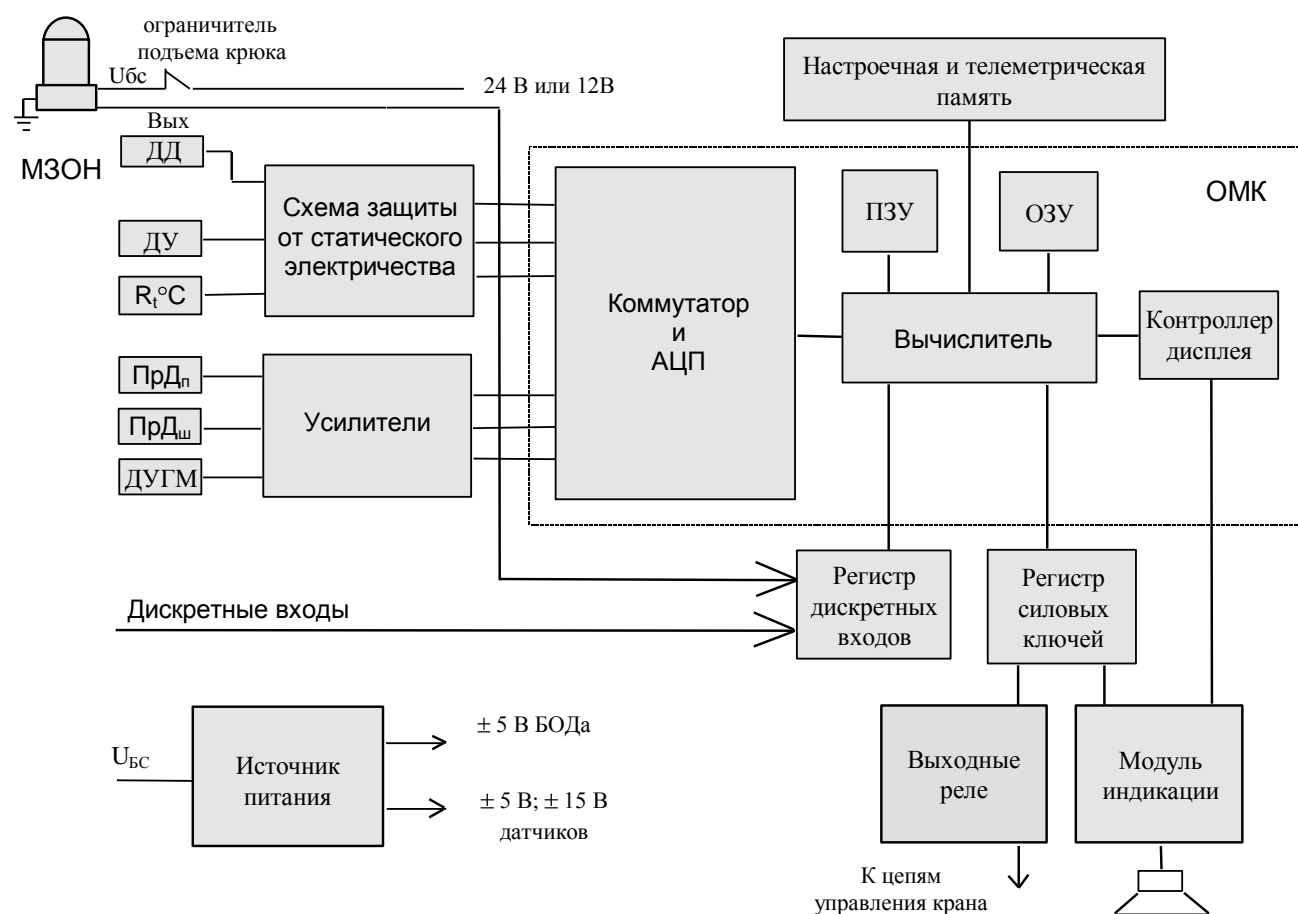 ограничитель
подъема крюка
Uбс
24 В или 12В
Настроечная и телеметрическая
память
Вых
ДД
МЗОН
ОМК
Схема защиты
от статического
электричества
ПЗУ
ОЗУ
ДУ
Rt°C
Коммутатор
и
АЦП
Вычислитель
Контроллер
дисплея
ПрДп
ПрДш
ДУГМ
Усилители
Дискретные входы
Регистр
дискретных
входов
Регистр
силовых
ключей
UБС
Источник
питания
± 5 В БОДа
± 5 В; ± 15 В
датчиков
Выходные
реле
Модуль
индикации
К цепям
управления крана